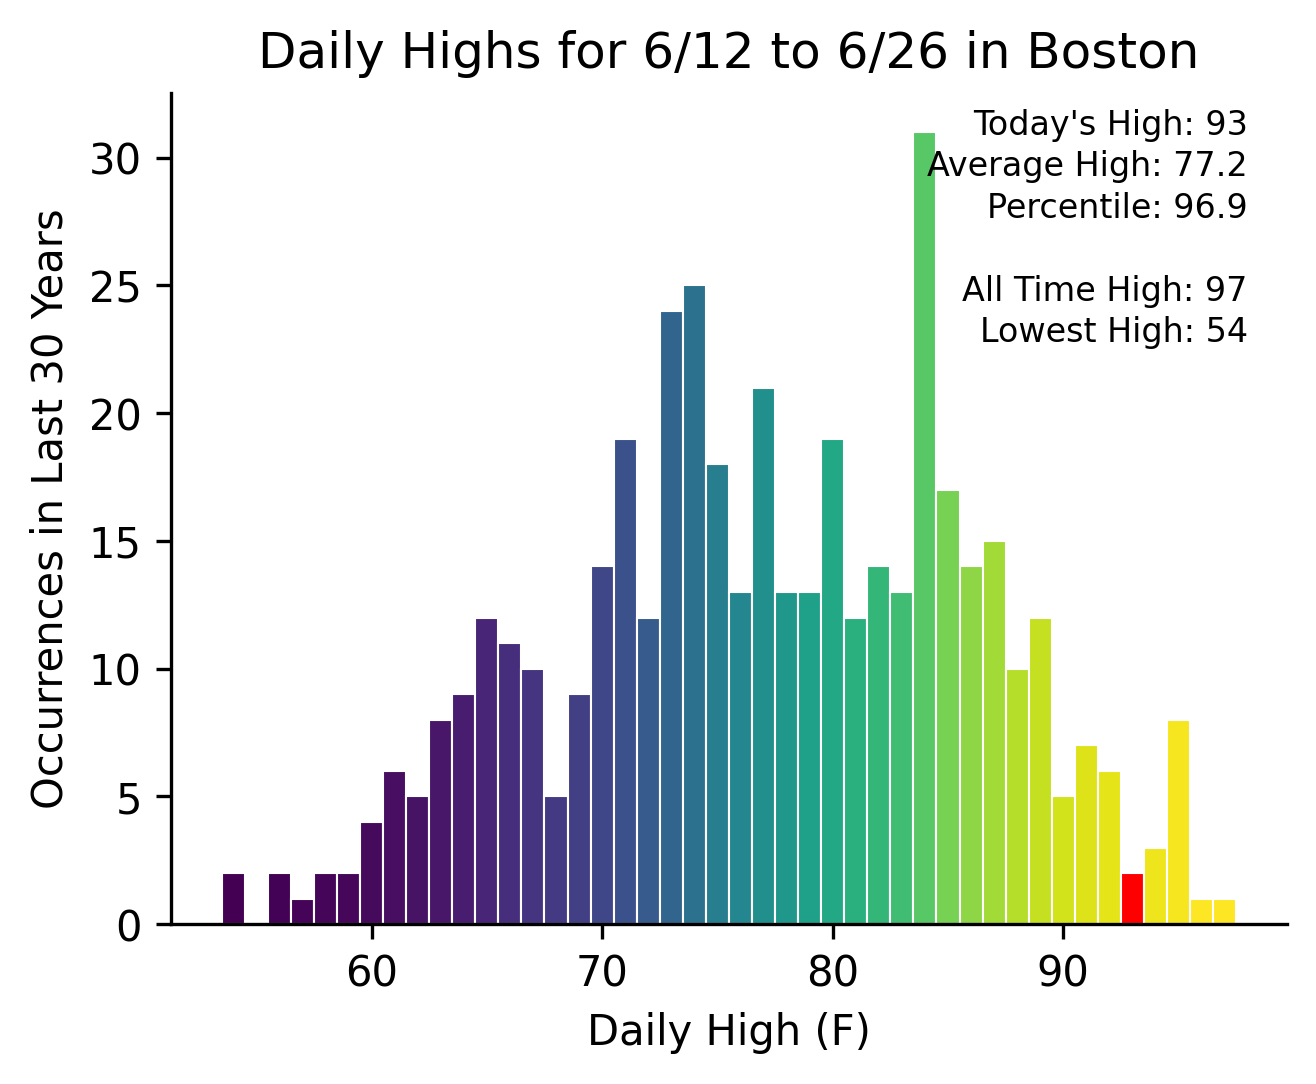 Daily Highs for 6/12 to 6/26 in Boston
Today's High: 93
Average High: 77.2
Percentile: 96.9
All Time High: 97
Lowest High: 54
Occurrences in Last 30 Years
30
25
20
15
10
5
0
60 70 80 90
Daily High (F)